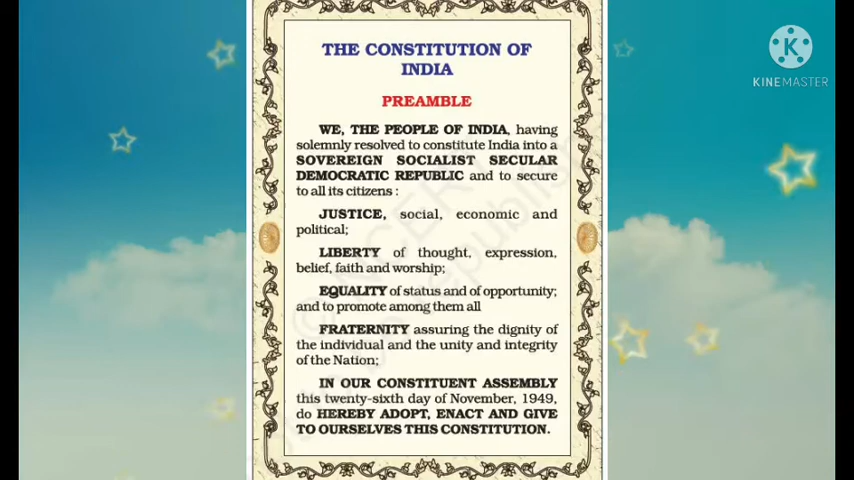 THE CONSTITUTION OF
INDIA
PREAMBLE
WE, THE PEOPLE OF INDIA, having
solemnly resolved to constitute India into a
SOVEREIGN SOCIALIST SECULAR
DEMOCRATIC REPUBLIC and to secure
to all its citizens :
JUSTICE, social, economic and
political;
LIBERTY of thought, expression,
belief, faith and worship;
EQUALITY of status and of opportunity;
and to promote among them all
FRATERNITY assuring the dignity of
the individual and the unity and integrity
of the Nation;
IN OUR CONSTITUENT ASSEMBLY
this twenty-sixth day of November, 1949,
do HEREBY ADOPT, ENACT AND GIVE
TO OURSELVES THIS CONSTITUTION.
K
KINEMASTER